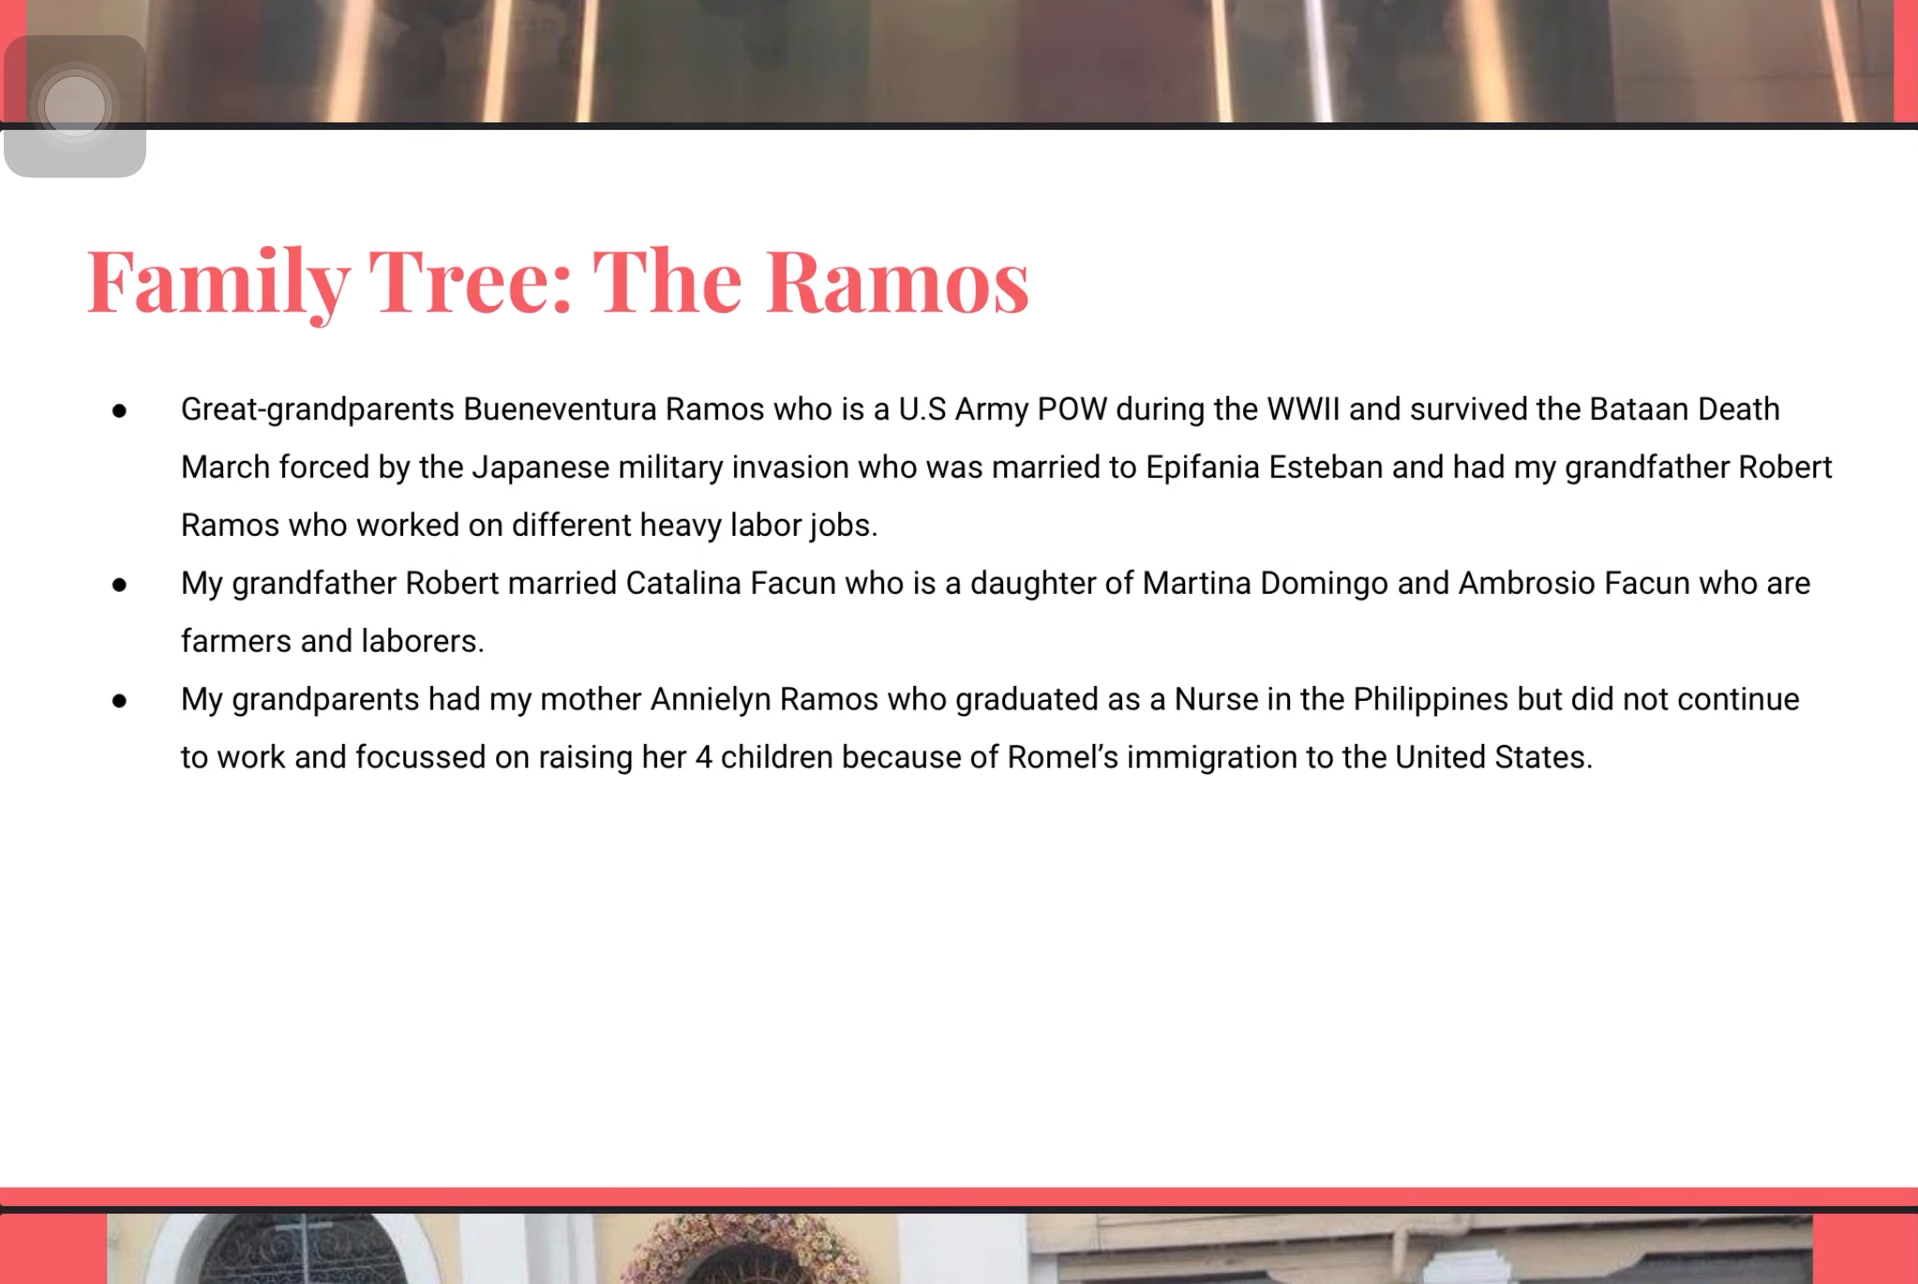 Family Tree: The Ramos
● Great-grandparents Bueneventura Ramos who is a U.S Army POW during the WWII and survived the Bataan Death
March forced by the Japanese military invasion who was married to Epifania Esteban and had my grandfather Robert
Ramos who worked on different heavy labor jobs.
● My grandfather Robert married Catalina Facun who is a daughter of Martina Domingo and Ambrosio Facun who are
farmers and laborers.
● My grandparents had my mother Annielyn Ramos who graduated as a Nurse in the Philippines but did not continue
to work and focussed on raising her 4 children because of Romel’s immigration to the United States.